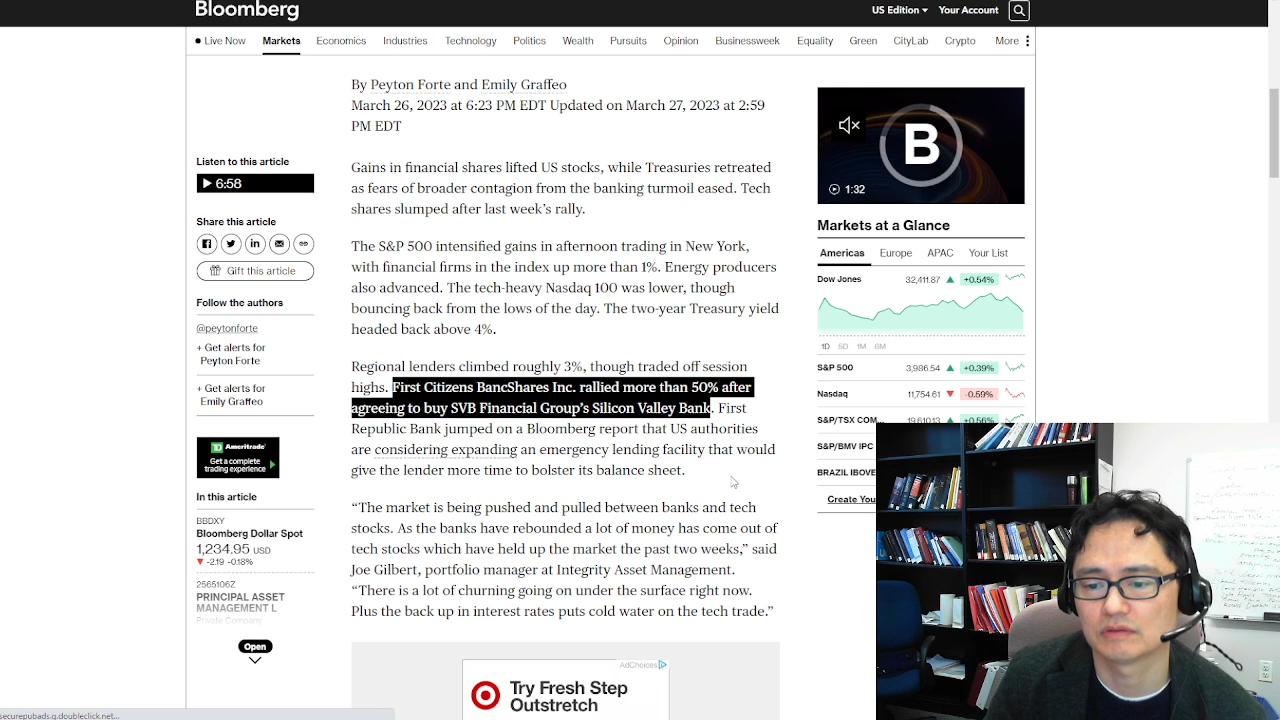 Bloomberg
US Edition
Your Account
Live Now
Markets
Economics
Industries
Technology
Politics
Wealth
Pursuits
Opinion
Businessweek
Equality
Green
CityLab
Crypto
More
By Peyton Forte and Emily Graffeo
March 26, 2023 at 6:23 PM EDT Updated on March 27, 2023 at 2:59
PM EDT
Listen to this article
6:58
Share this article
Gift this article
Follow the authors
@peytonforte
+ Get alerts for
Peyton Forte
+ Get alerts for
Emily Graffeo
TD Ameritrade
Get a complete
trading experience
In this article
BBDXY
Bloomberg Dollar Spot
1,234.95 USD
-2.19 -0.18%
2565106Z
PRINCIPAL ASSET
MANAGEMENT L
Private Company
Open
Gains in financial shares lifted US stocks, while Treasuries retreated
as fears of broader contagion from the banking turmoil eased. Tech
shares slumped after last week's rally.
The S&P 500 intensified gains in afternoon trading in New York,
with financial firms in the index up more than 1%. Energy producers
also advanced. The tech-heavy Nasdaq 100 was lower, though
bouncing back from the lows of the day. The two-year Treasury yield
headed back above 4%.
Regional lenders climbed roughly 3%, though traded off session
highs. First Citizens BancShares Inc. rallied more than 50% after
agreeing to buy SVB Financial Group's Silicon Valley Bank. First
Republic Bank jumped on a Bloomberg report that US authorities
are considering expanding an emergency lending facility that would
give the lender more time to bolster its balance sheet.
“The market is being pushed and pulled between banks and tech
stocks. As the banks have rebounded a lot of money has come out of
tech stocks which have held up the market the past two weeks,” said
Joe Gilbert, portfolio manager at Integrity Asset Management.
“There is a lot of churning going on under the surface right now.
Plus the back up in interest rates puts cold water on the tech trade.”
AdChoices
Try Fresh Step
Outstretch
B
1:32
Markets at a Glance
Americas
Europe
APAC
Your List
Dow Jones 32,411.87 +0.54%
1D 5D 1M 6M
S&P 500 3,986.54 +0.39%
Nasdaq 11,754.61 -0.59%
S&P/TSX COM... 19,610.13 +0.56%
S&P/BMV IPC
BRAZIL IBOVE
Create You
securepubads.g.doubleclick.net...